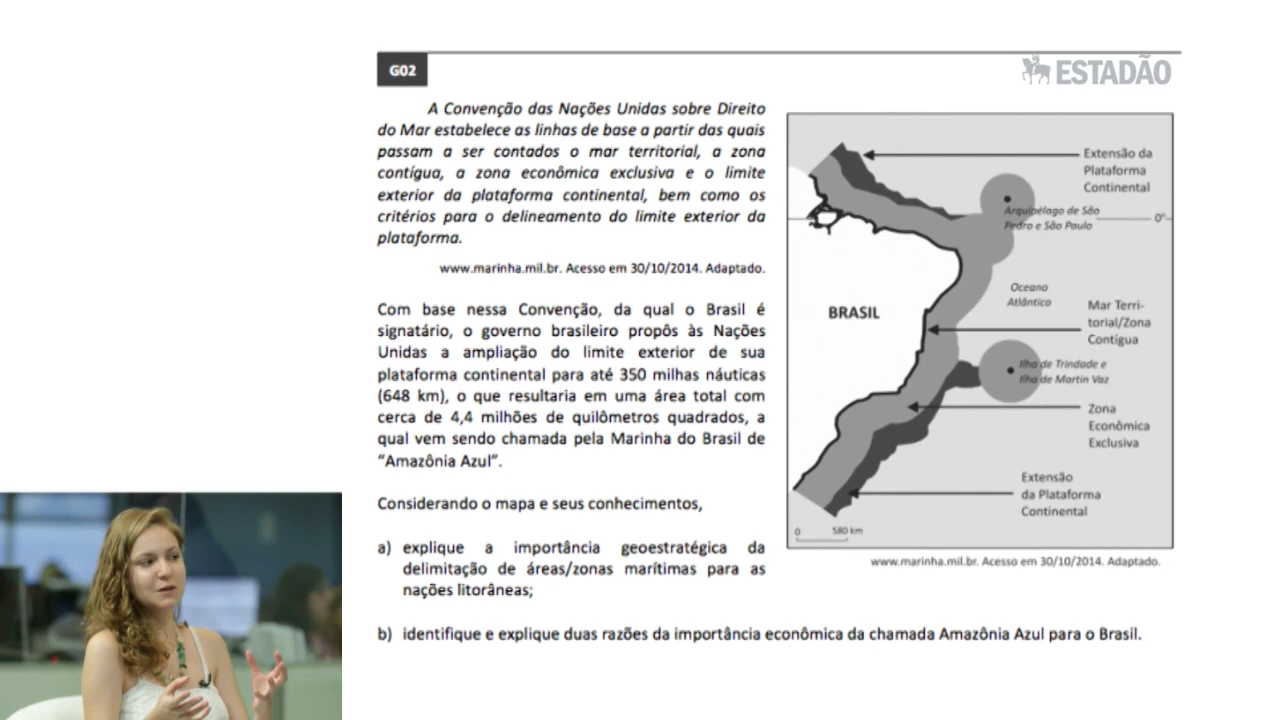 ESTADÃO
G02
A Convenção das Nações Unidas sobre Direito
do Mar estabelece as linhas de base a partir das quais
passam a ser contados o mar territorial, a zona
contígua, a zona econômica exclusiva e o limite
exterior da plataforma continental, bem como os
critérios para o delineamento do limite exterior da
plataforma.
www.marinha.mil.br. Acesso em 30/10/2014. Adaptado.
Com base nessa Convenção, da qual o Brasil é
signatário, o governo brasileiro propôs às Nações
Unidas a ampliação do limite exterior de sua
plataforma continental para até 350 milhas náuticas
(648 km), o que resultaria em uma área total com
cerca de 4,4 milhões de quilômetros quadrados, a
qual vem sendo chamada pela Marinha do Brasil de
“Amazônia Azul”.
Considerando o mapa e seus conhecimentos,
a) explique a importância geoestratégica da
delimitação de áreas/zonas marítimas para as
nações litorâneas;
b) identifique e explique duas razões da importância econômica da chamada Amazônia Azul para o Brasil.
Extensão da
Plataforma
Continental
Arquipélago de São
Pedro e São Paulo
0°
Oceano
Atlântico
BRASIL
Mar Terri-
torial/Zona
Contígua
Ilha de Trindade e
Ilha de Martin Vaz
Zona
Econômica
Exclusiva
Extensão
da Plataforma
Continental
0 580 km
www.marinha.mil.br. Acesso em 30/10/2014. Adaptado.